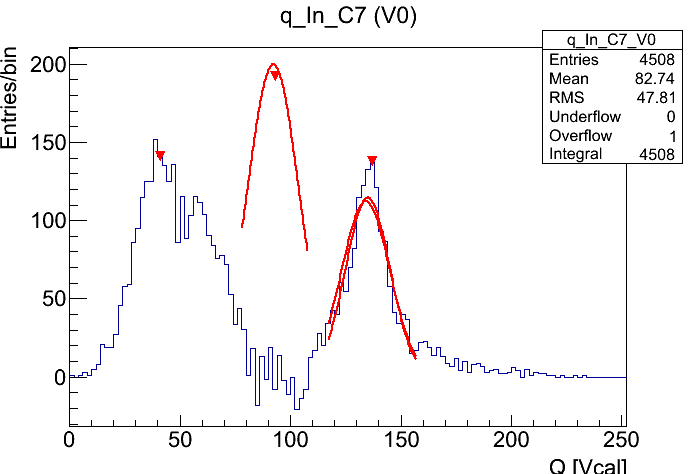 q_In_C7 (V0)
q_In_C7_V0
Entries 4508
Mean 82.74
RMS 47.81
Underflow 0
Overflow 1
Integral 4508
Entries/bin
200
150
100
50
0
0 50 100 150 200 250
Q [Vcal]